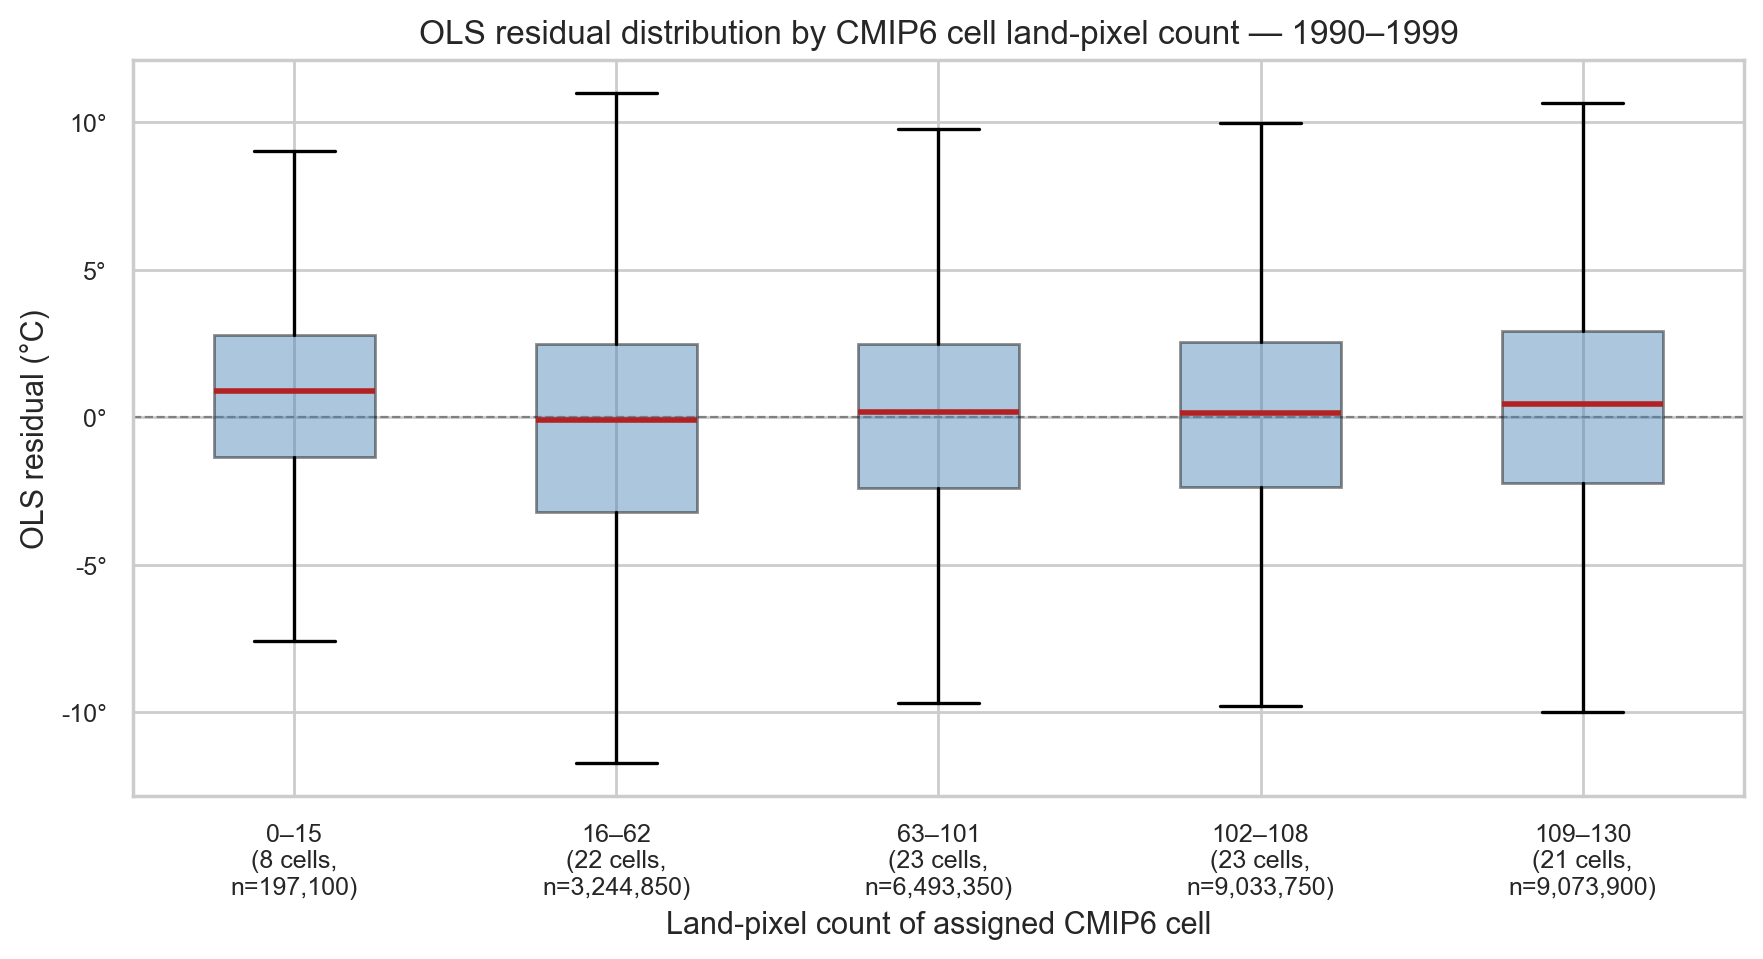 OLS residual distribution by CMIP6 cell land-pixel count — 1990–1999
OLS residual (°C)
10°
5°
0°
-5°
-10°
0–15
(8 cells,
n=197,100)
16–62
(22 cells,
n=3,244,850)
63–101
(23 cells,
n=6,493,350)
102–108
(23 cells,
n=9,033,750)
109–130
(21 cells,
n=9,073,900)
Land-pixel count of assigned CMIP6 cell